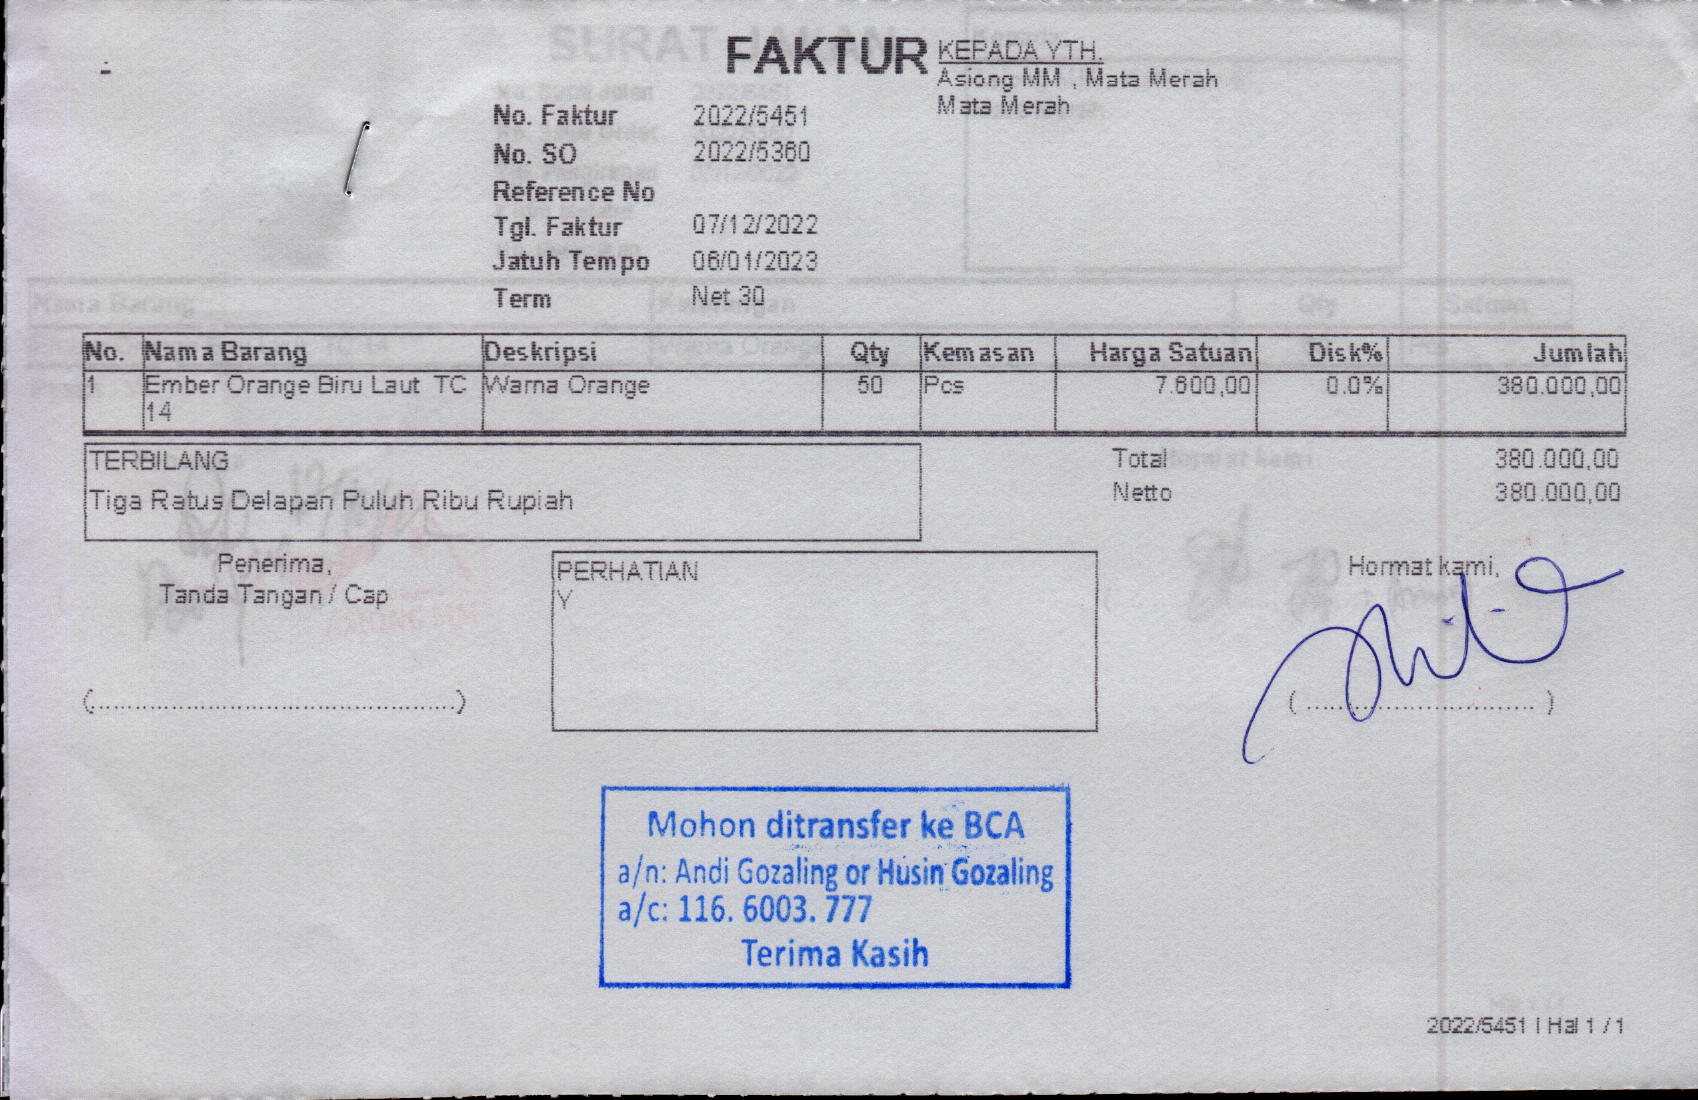 FAKTUR
KEPADA YTH.
Asiong MM , Mata Merah
Mata Merah
No. Faktur 2022/5451
No. SO 2022/5360
Reference No
Tgl. Faktur 07/12/2022
Jatuh Tempo 06/01/2023
Term Net 30
No. Nama Barang Deskripsi Qty Kemasan Harga Satuan Disk% Jumlah
1 Ember Orange Biru Laut TC Warna Orange 50 Pcs 7.600,00 0.0% 380.000,00
14
TERBILANG
Tiga Ratus Delapan Puluh Ribu Rupiah
Total 380.000,00
Netto 380.000,00
Penerima,
Tanda Tangan / Cap
(...............................................)
PERHATIAN
Y
Hormat kami,
( ............................. )
Mohon ditransfer ke BCA
a/n: Andi Gozaling or Husin Gozaling
a/c: 116. 6003. 777
Terima Kasih
2022/5451 | Hal 1 / 1